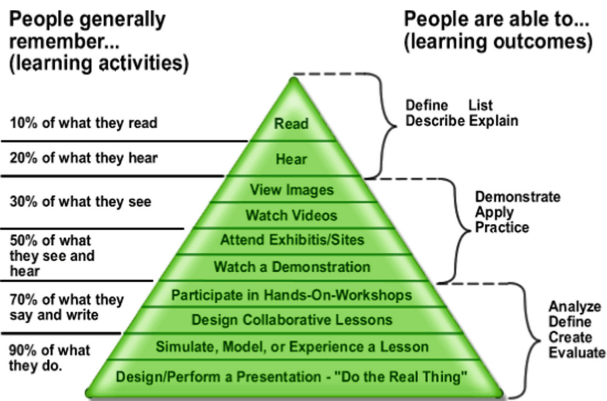 People generally
remember...
(learning activities)
People are able to...
(learning outcomes)
10% of what they read
20% of what they hear
30% of what they see
50% of what
they see and
hear
70% of what they
say and write
90% of what
they do.
Read
Hear
View Images
Watch Videos
Attend Exhibitis/Sites
Watch a Demonstration
Participate in Hands-On-Workshops
Design Collaborative Lessons
Simulate, Model, or Experience a Lesson
Design/Perform a Presentation - "Do the Real Thing"
Define List
Describe Explain
Demonstrate
Apply
Practice
Analyze
Define
Create
Evaluate